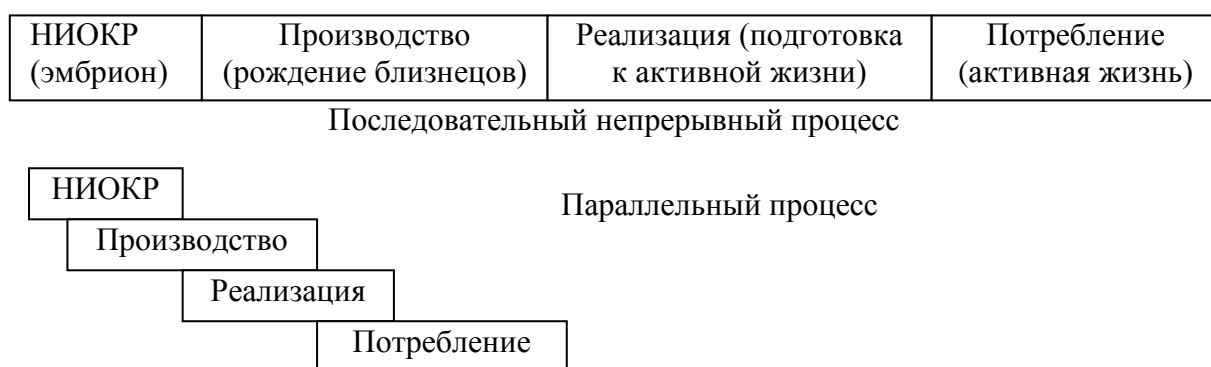 НИОКР
(эмбрион)
Производство
(рождение близнецов)
Реализация (подготовка
к активной жизни)
Потребление
(активная жизнь)
Последовательный непрерывный процесс
НИОКР
Параллельный процесс
Производство
Реализация
Потребление